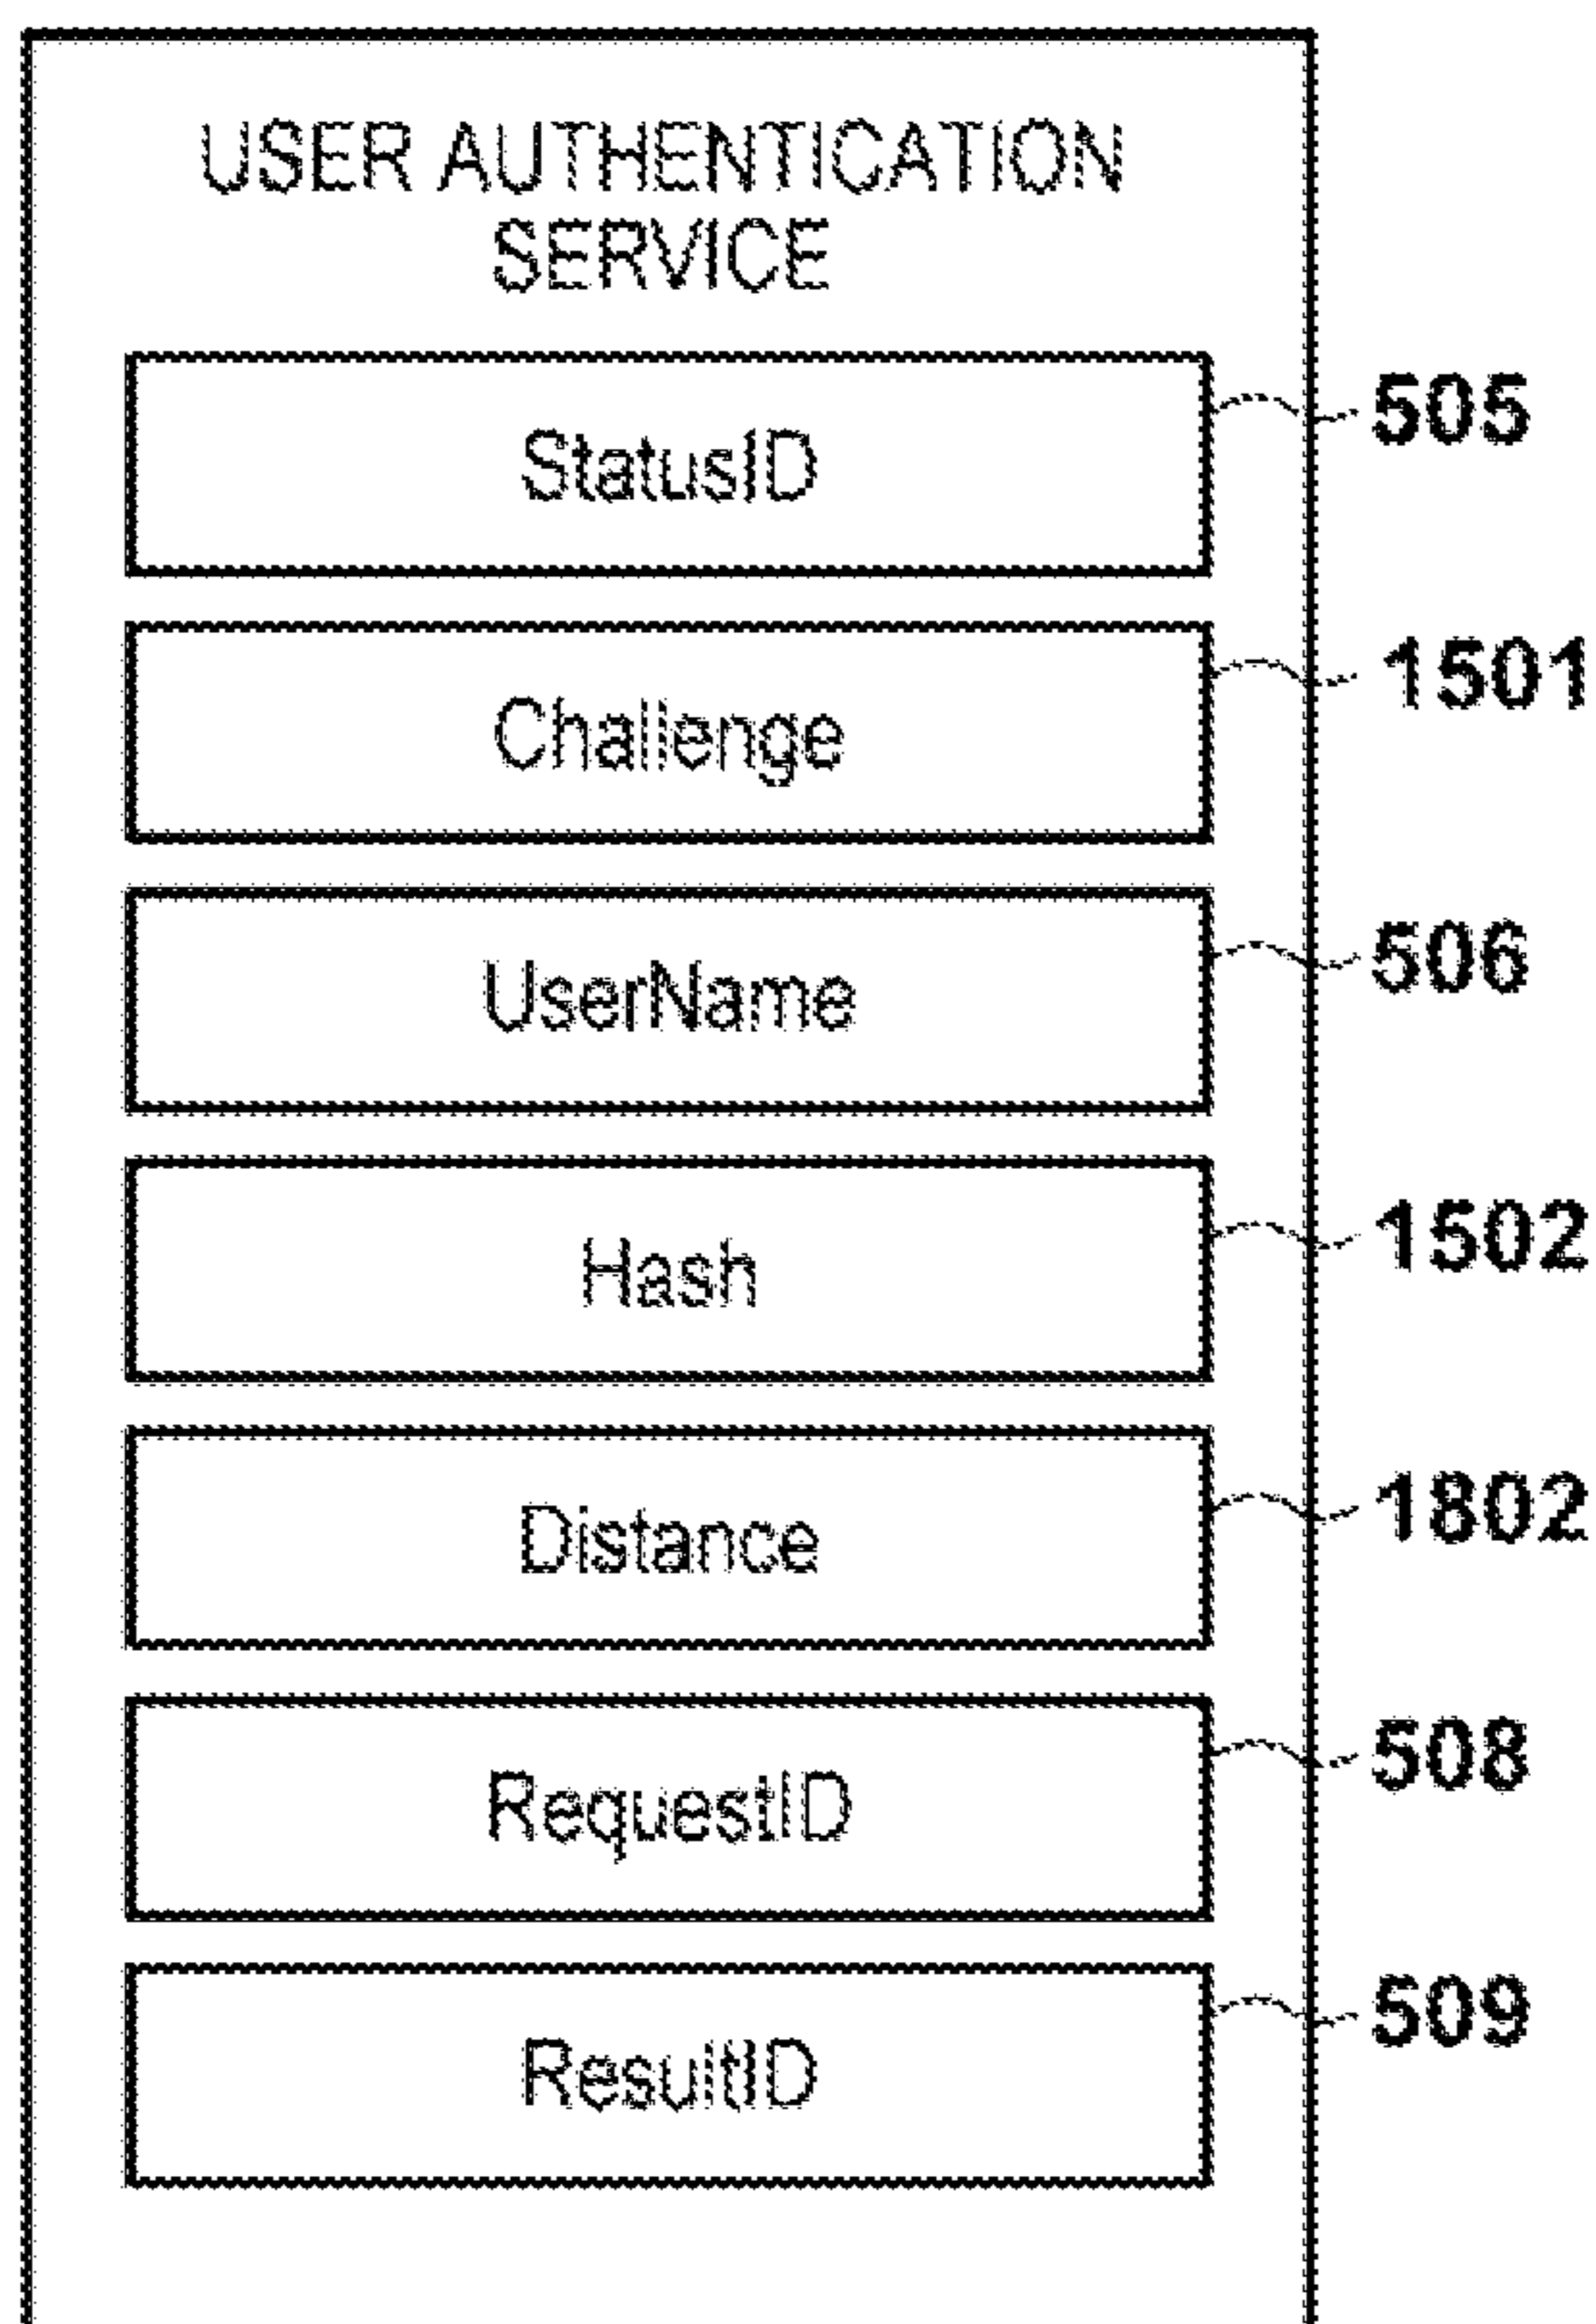 USER AUTHENTICATION
SERVICE
StatusID 505
Challenge 1501
UserName 506
Hash 1502
Distance 1802
RequestID 508
ResultID 509